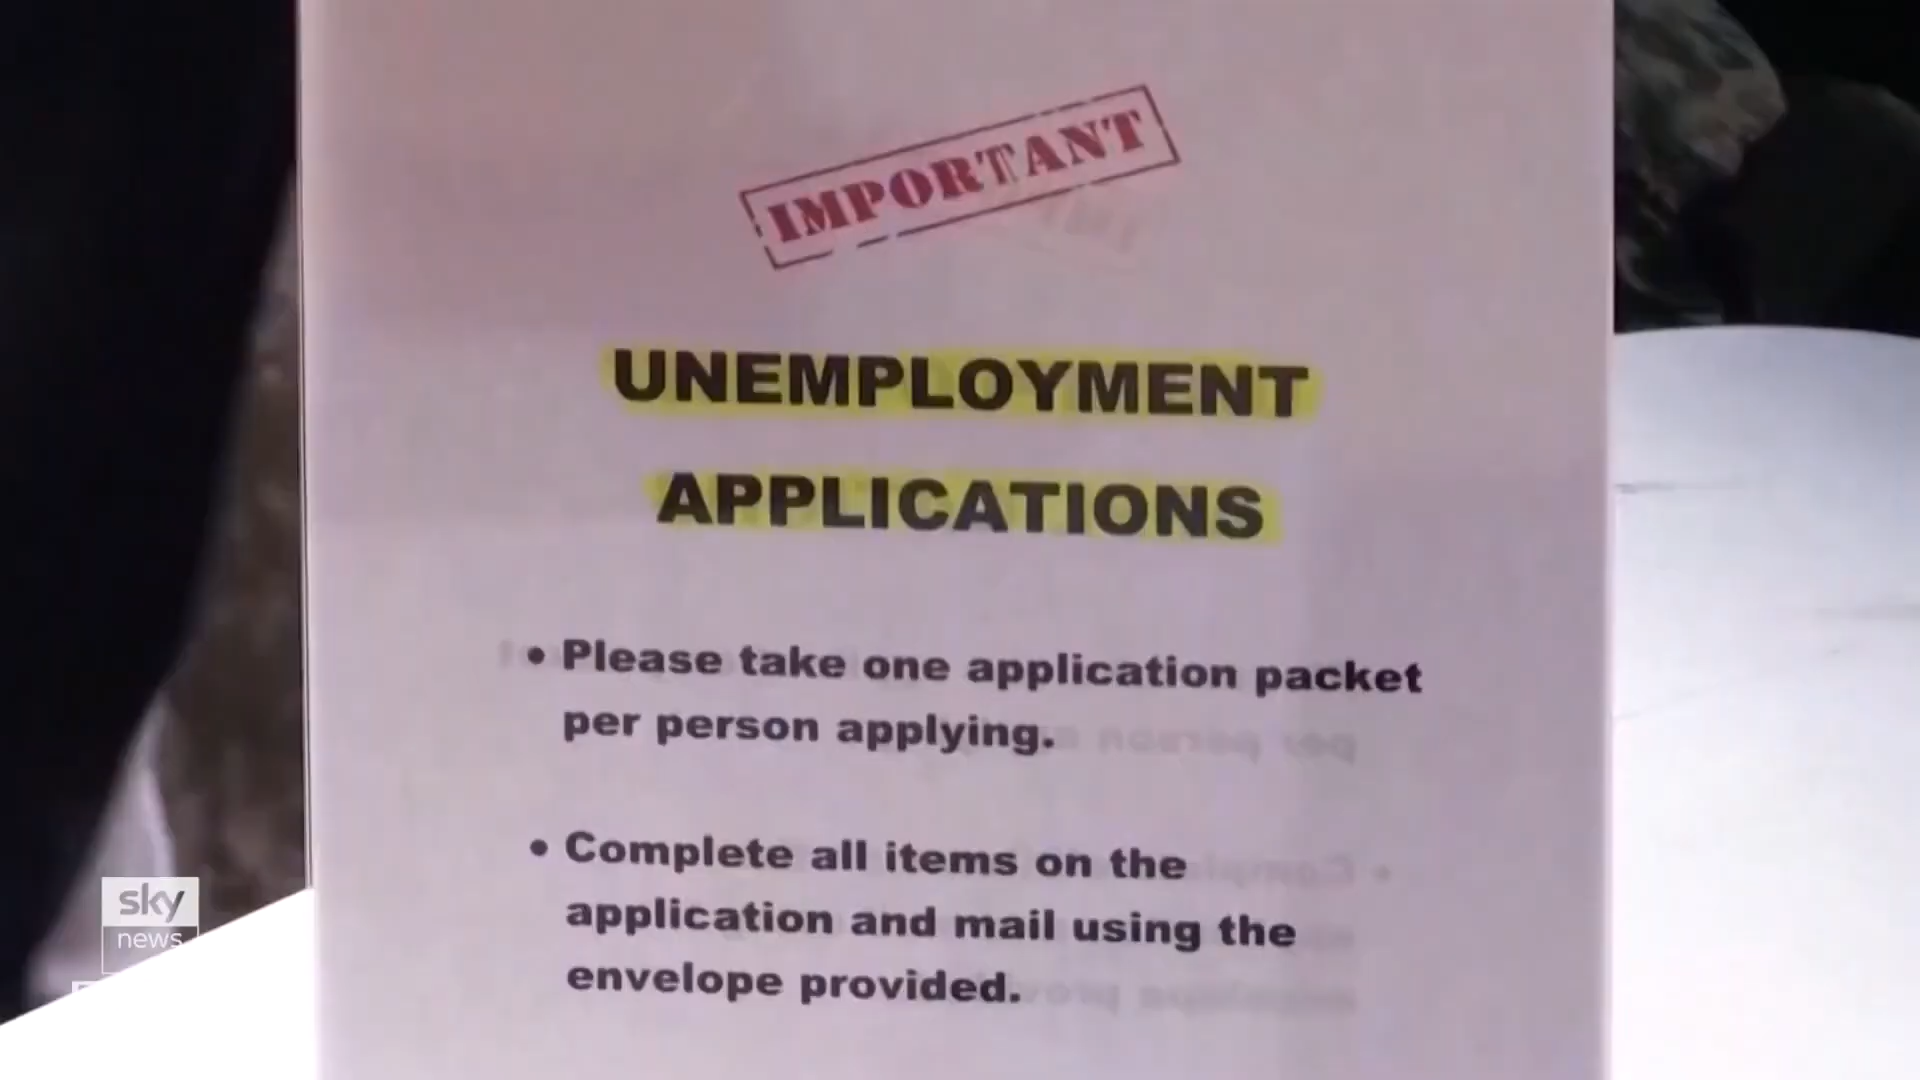 IMPORTANT
UNEMPLOYMENT
APPLICATIONS
• Please take one application packet
per person applying.
• Complete all items on the
application and mail using the
envelope provided.
sky
news